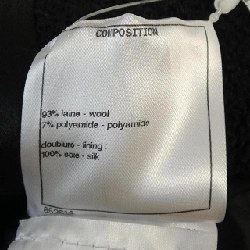 COMPOSITION
93% laine - wool
7% polyamide - polyamide
doublure - lining :
100% soie - silk